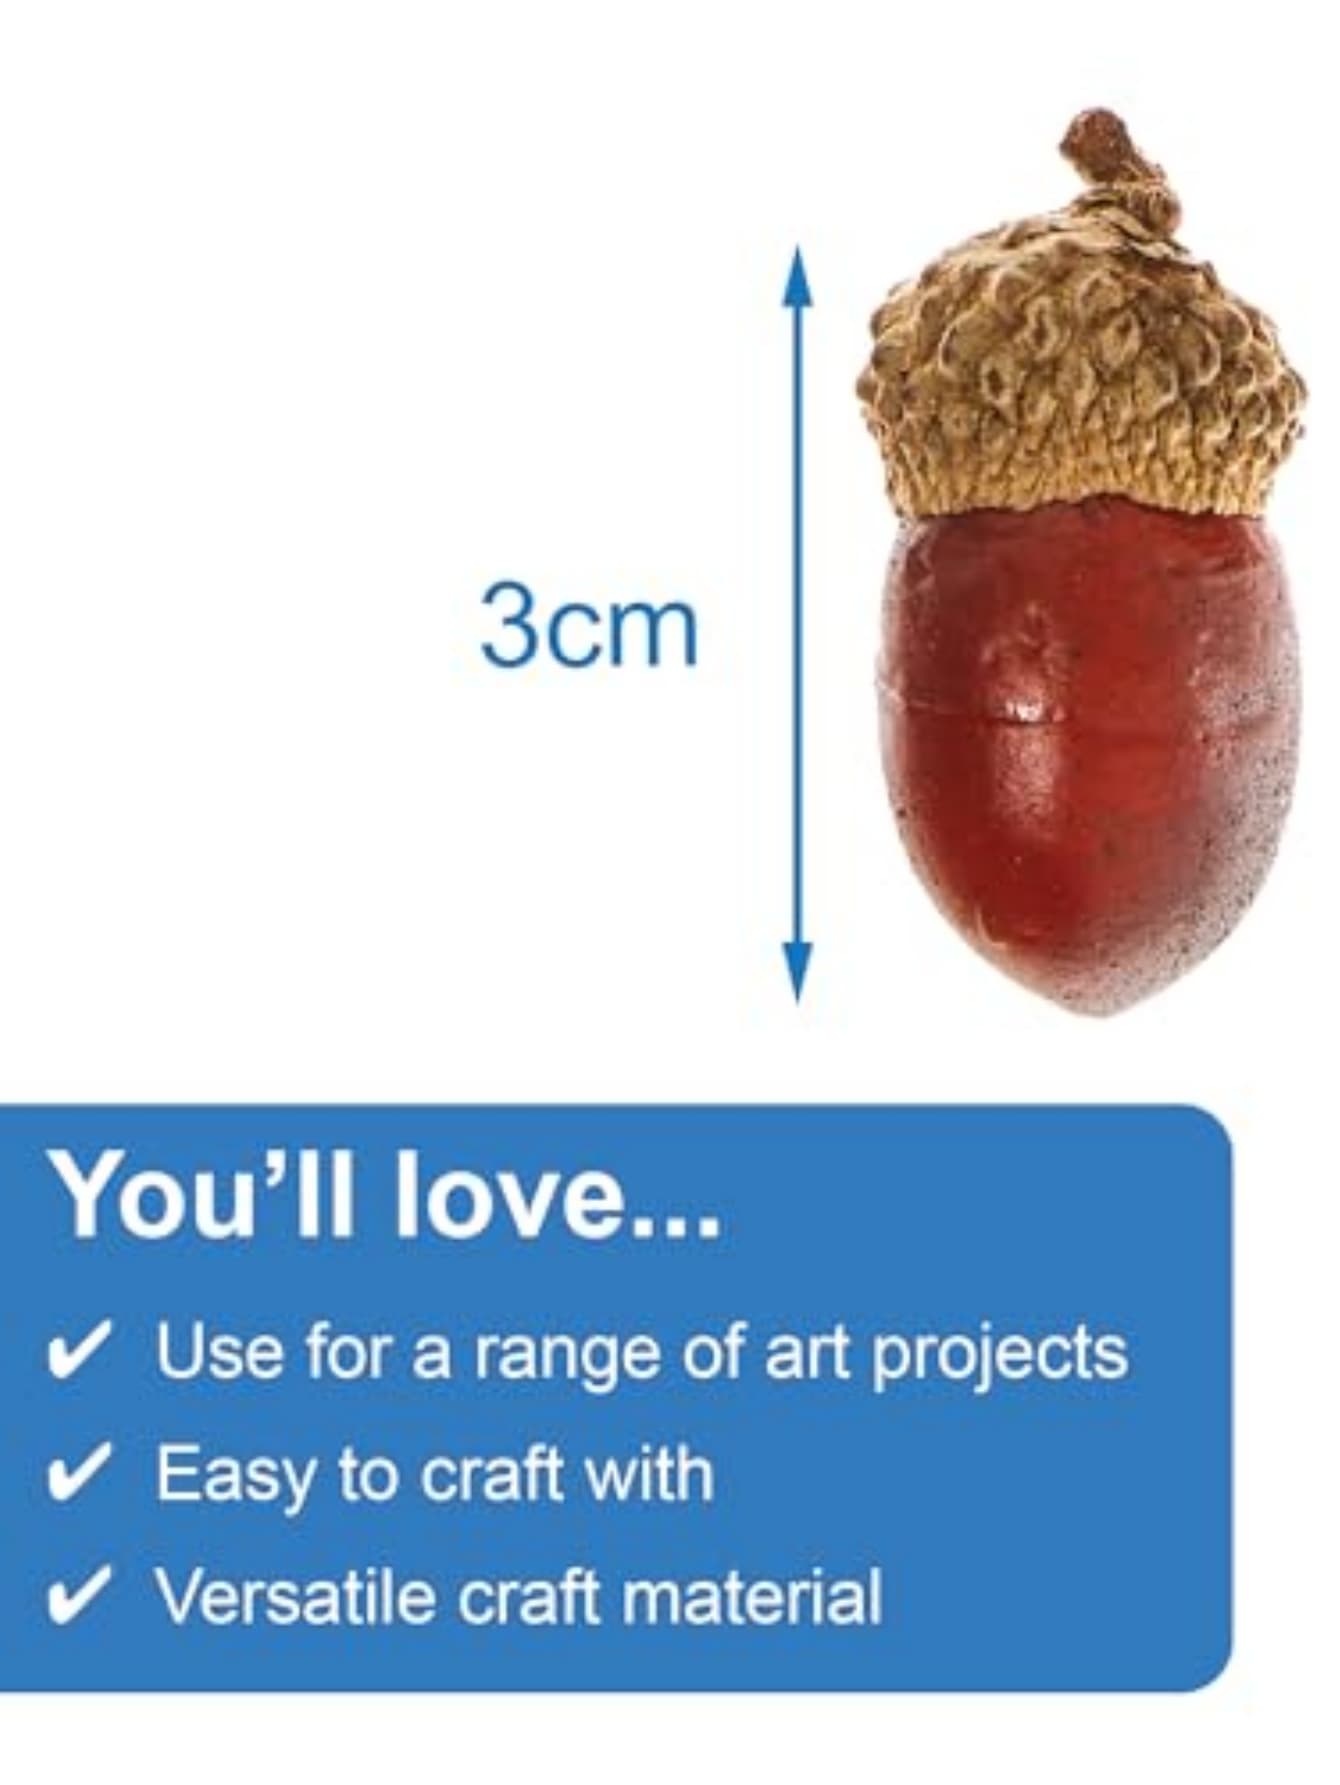 3cm
You’ll love...
✔ Use for a range of art projects
✔ Easy to craft with
✔ Versatile craft material